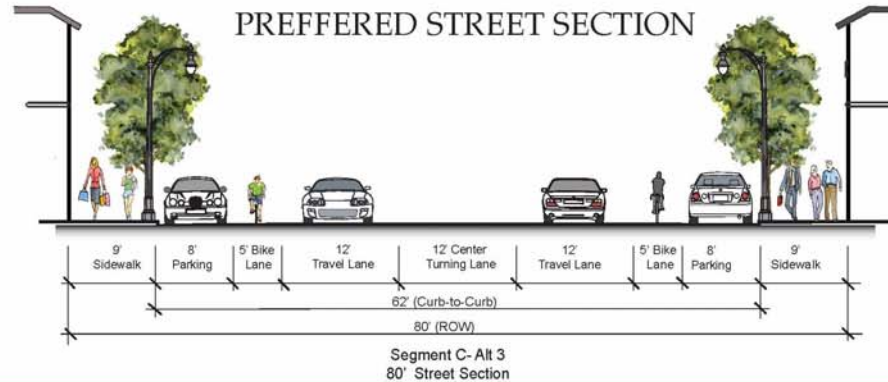 PREFFERED STREET SECTION
9' 8' 5' Bike 12' 12' Center 12' 5' Bike 8' 9'
Sidewalk Parking Lane Travel Lane Turning Lane Travel Lane Lane Parking Sidewalk
62' (Curb-to-Curb)
80' (ROW)
Segment C- Alt 3
80' Street Section